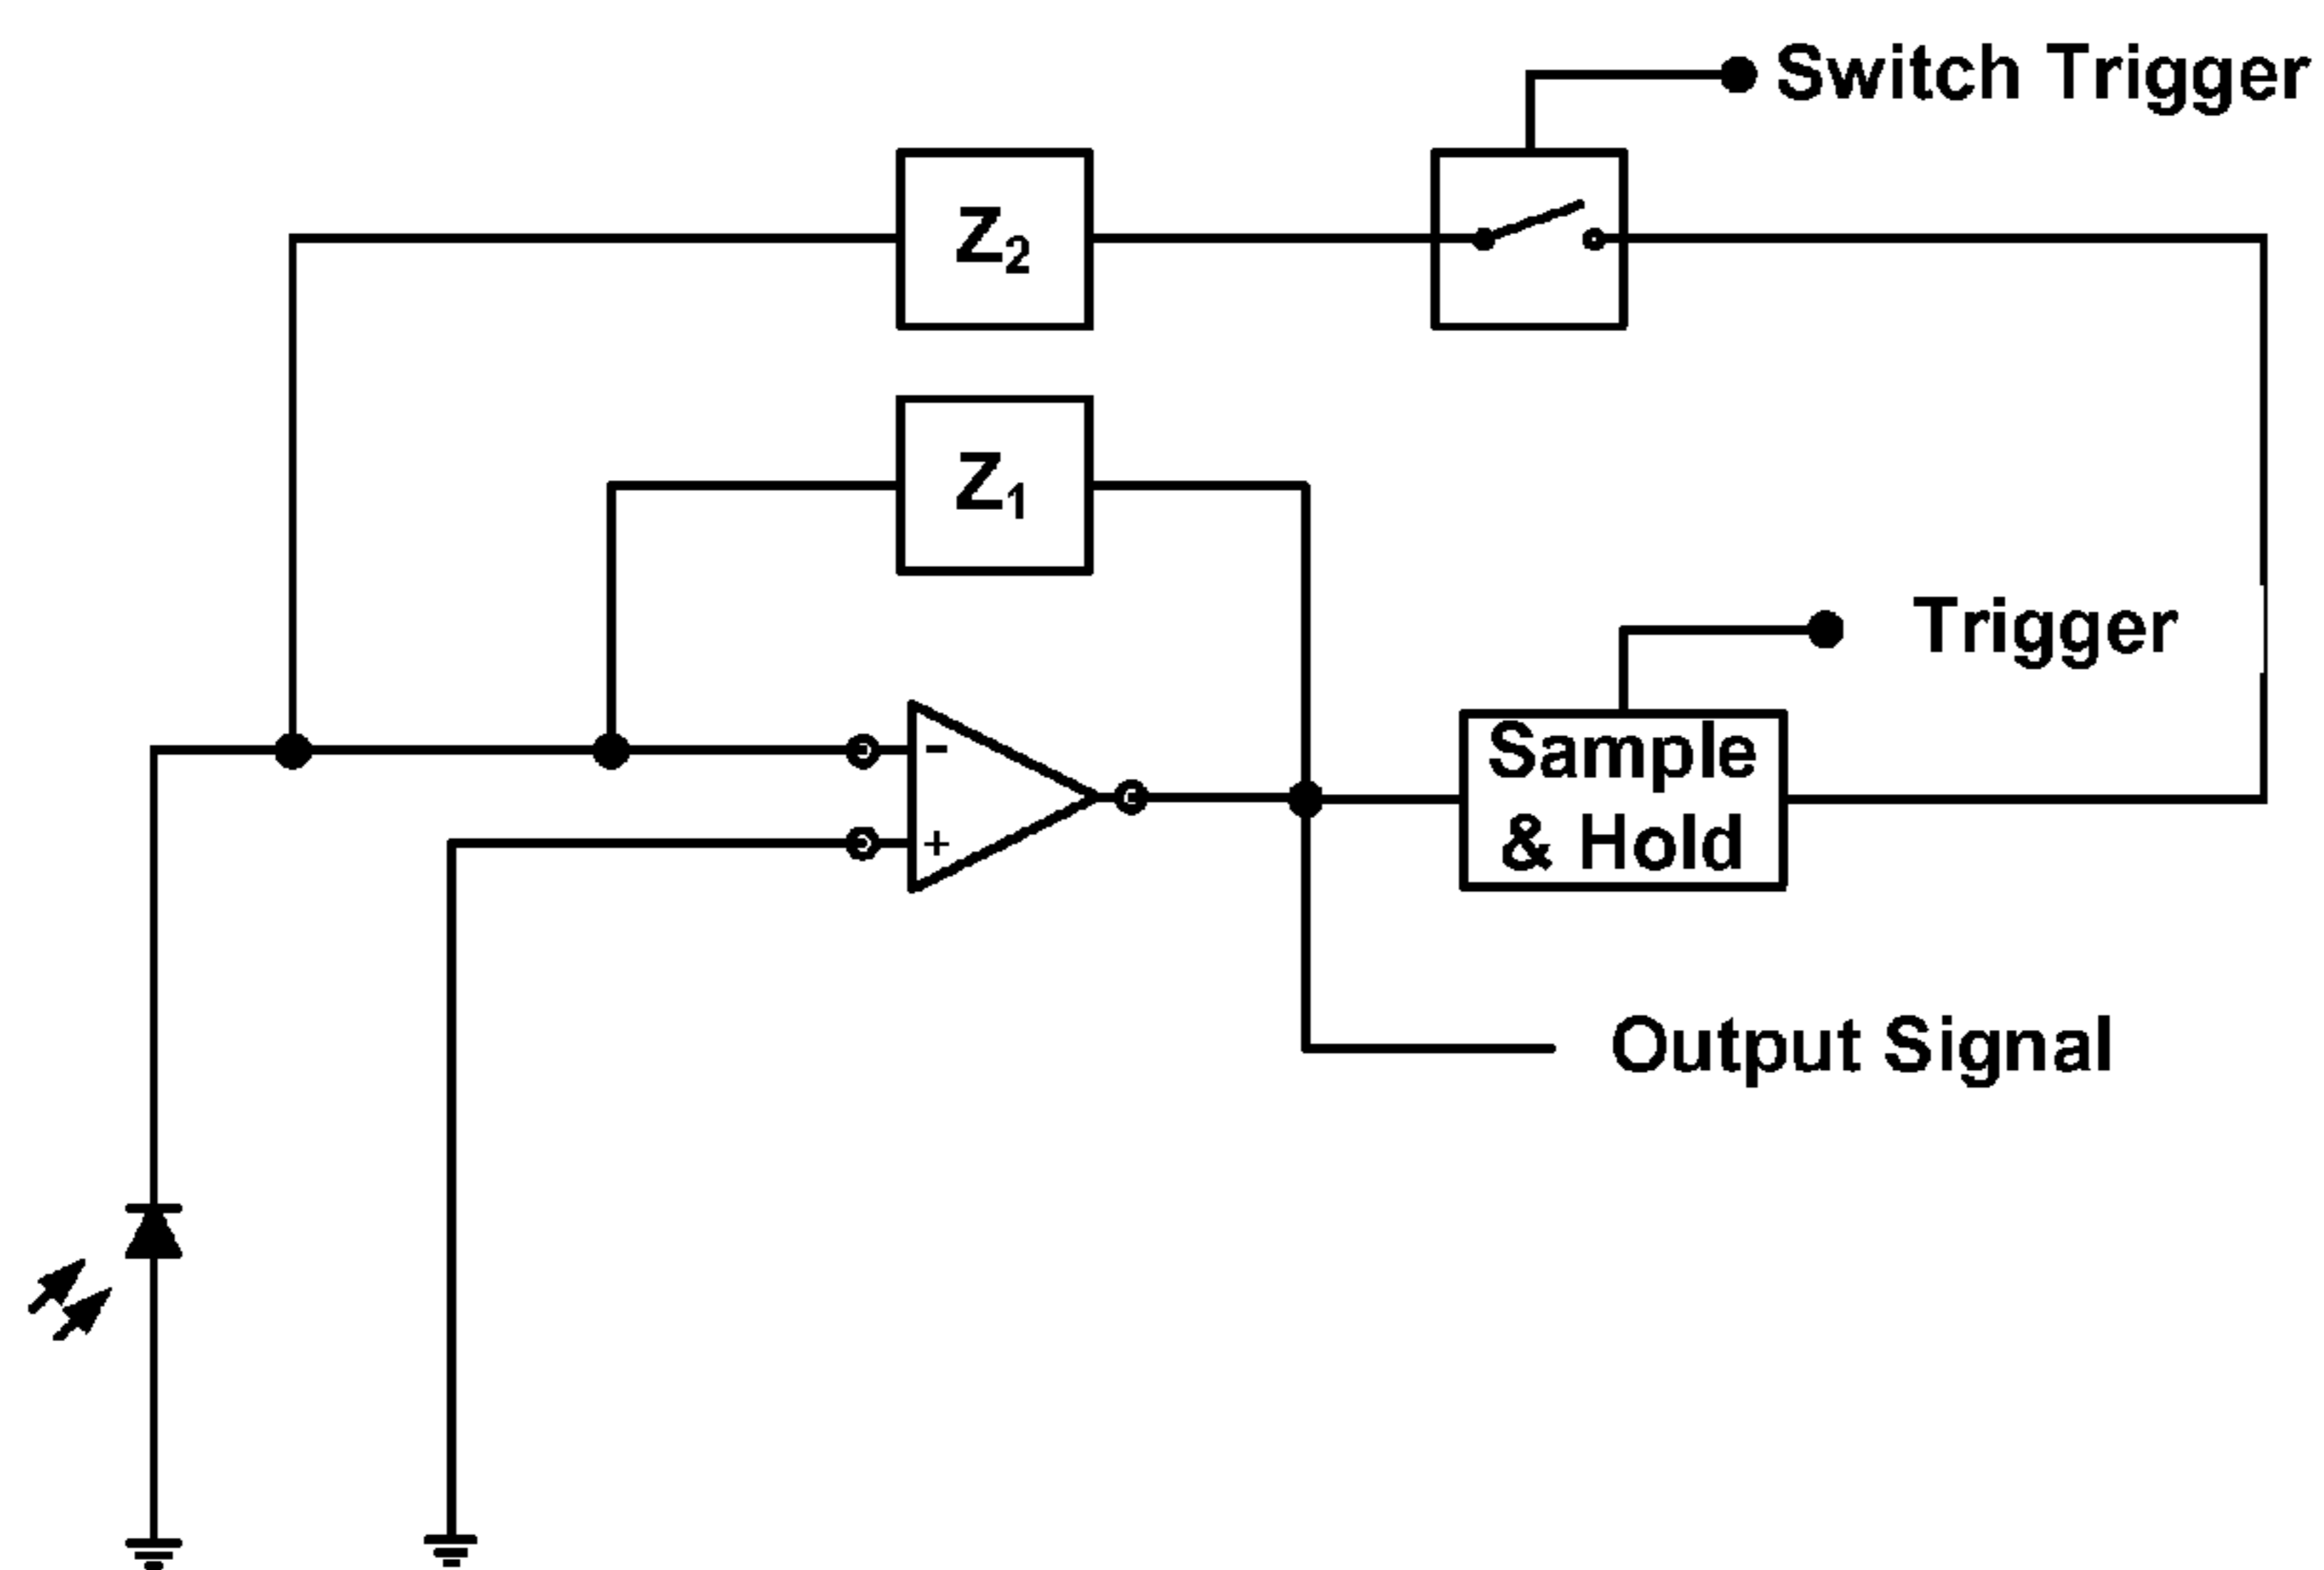 Switch Trigger
Z₂
Z₁
Trigger
-
+
Sample
& Hold
Output Signal